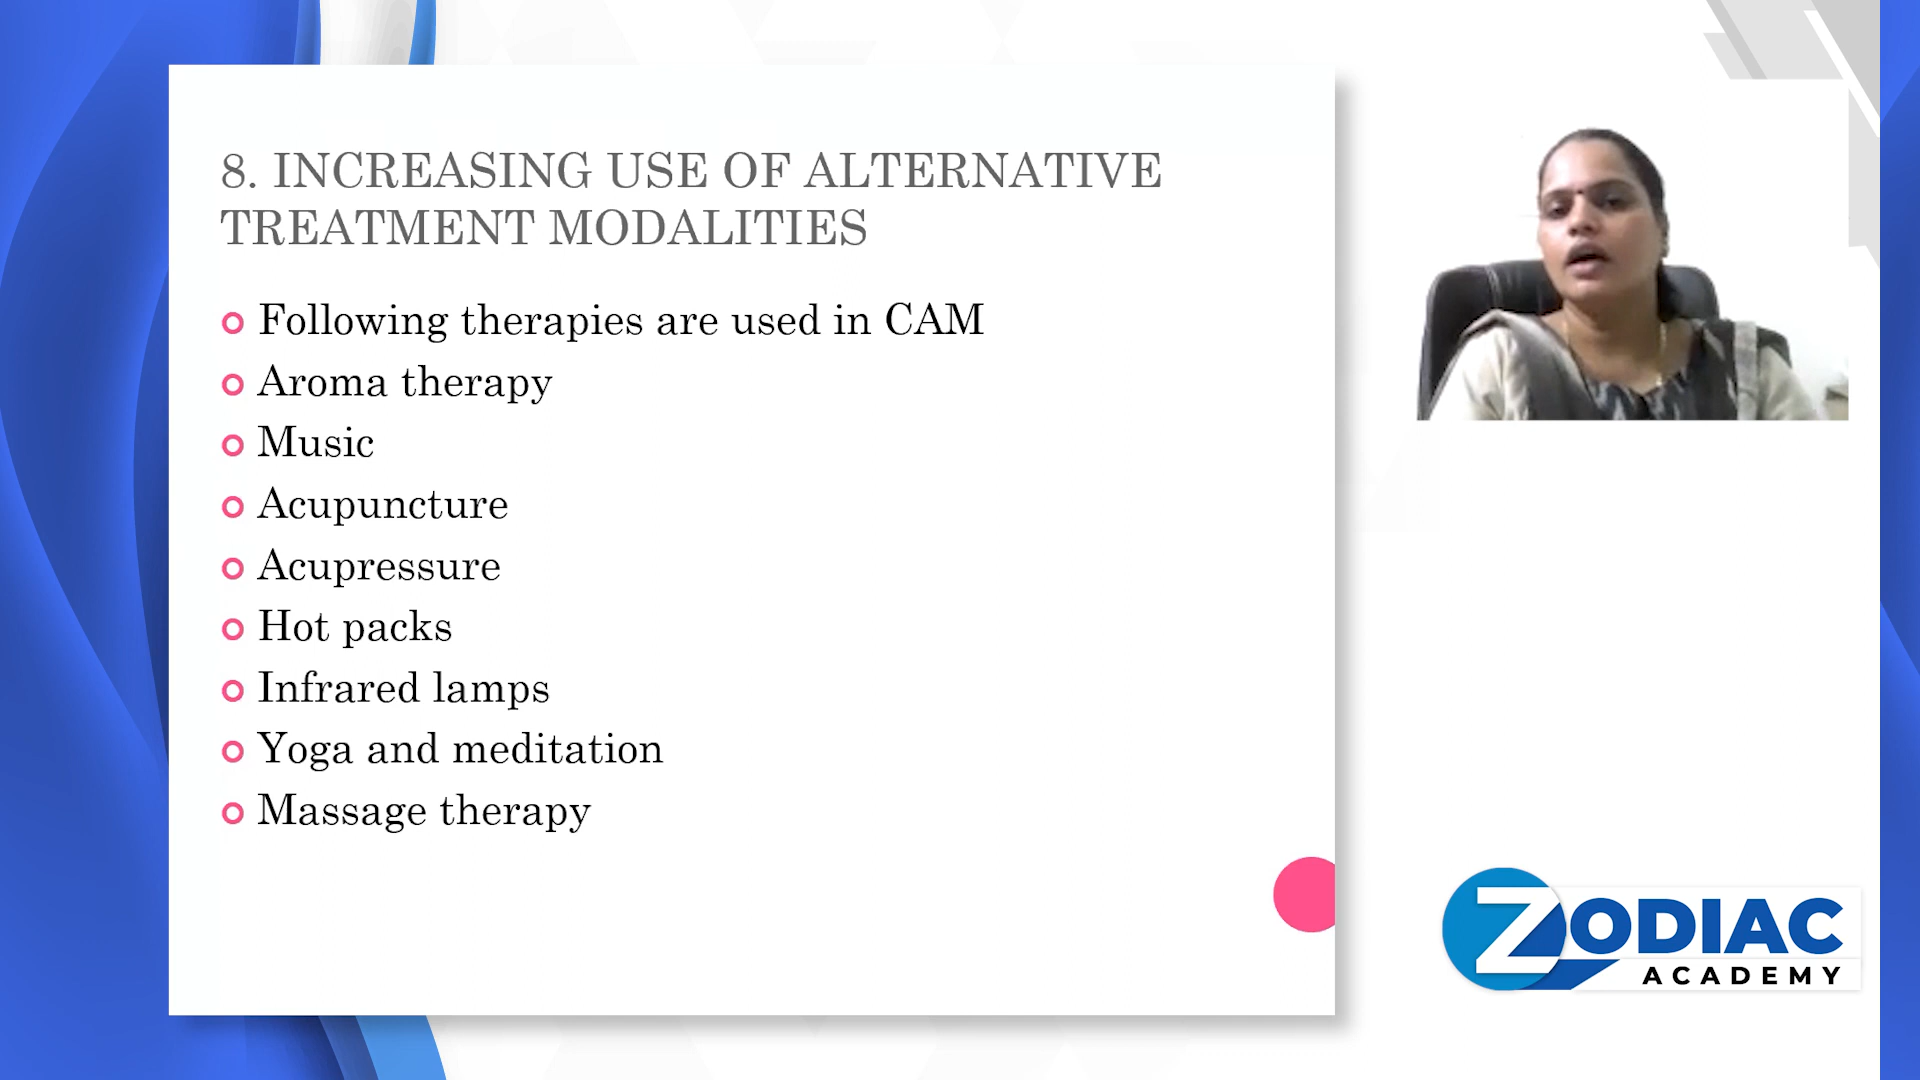 8. INCREASING USE OF ALTERNATIVE
TREATMENT MODALITIES
Following therapies are used in CAM
Aroma therapy
Music
Acupuncture
Acupressure
Hot packs
Infrared lamps
Yoga and meditation
Massage therapy
ZODIAC
ACADEMY